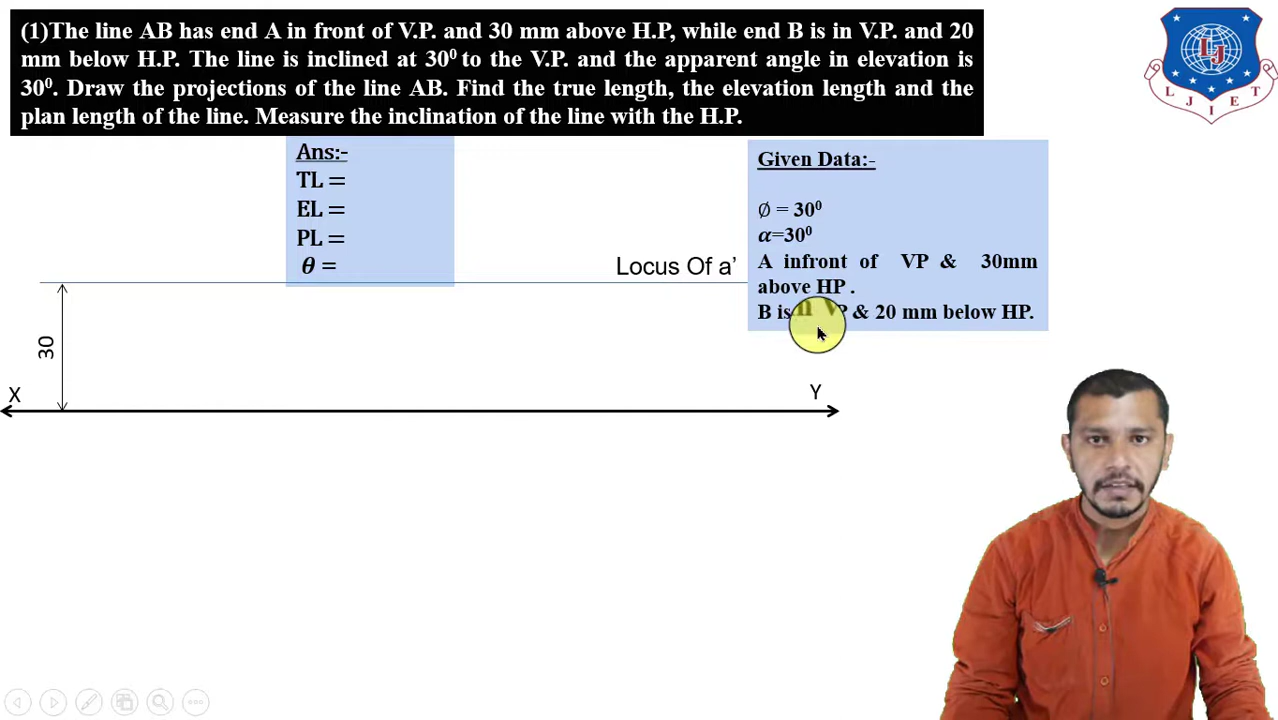 (1)The line AB has end A in front of V.P. and 30 mm above H.P, while end B is in V.P. and 20
mm below H.P. The line is inclined at 30⁰ to the V.P. and the apparent angle in elevation is
30⁰. Draw the projections of the line AB. Find the true length, the elevation length and the
plan length of the line. Measure the inclination of the line with the H.P.
LJ
LJIET
Ans:-
TL =
EL =
PL =
θ =
Given Data:-
∅ = 30⁰
α=30⁰
A infront of VP & 30mm
above HP .
B is n VP & 20 mm below HP.
Locus Of a’
30
X
Y